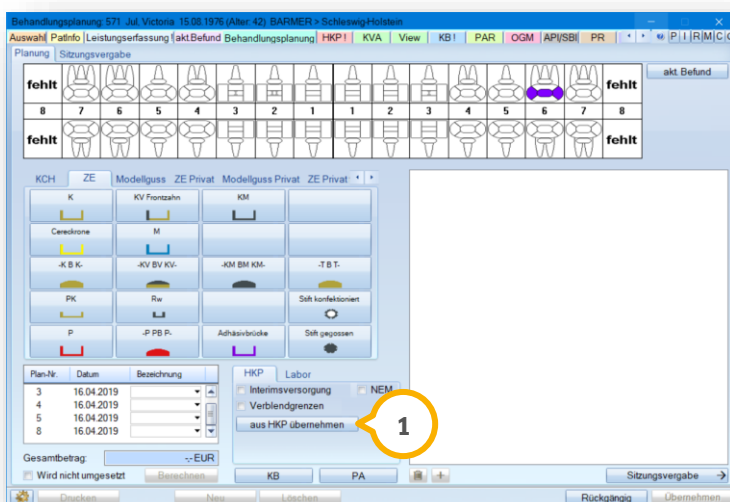 Behandlungsplanung: 571 Jul, Victoria 15.08.1976 (Alter: 42) BARMER > Schleswig-Holstein
Auswahl PatInfo Leistungserfassung ! akt.Befund Behandlungsplanung HKP ! KVA View KB ! PAR OGM API/SBI PR P I R M C
Planung Sitzungsvergabe
fehlt fehlt akt. Befund
8 7 6 5 4 3 2 1 1 2 3 4 5 6 7 8
fehlt fehlt
KCH ZE Modellguss ZE Privat Modellguss Privat ZE Privat
K KV Frontzahn KM
Cereckrone M
-K B K- -KV BV KV- -KM BM KM- -T B T-
PK Rw Stift konfektioniert
P -P PB P- Adhäsivbrücke Stift gegossen
Plan-Nr. Datum Bezeichnung
3 16.04.2019
4 16.04.2019
5 16.04.2019
8 16.04.2019
HKP Labor
Interimsversorgung NEM
Verblendgrenzen
aus HKP übernehmen 1
Gesamtbetrag: -,- EUR
Wird nicht umgesetzt Berechnen KB PA + Sitzungsvergabe →
Drucken Neu Löschen Rückgängig Übernehmen